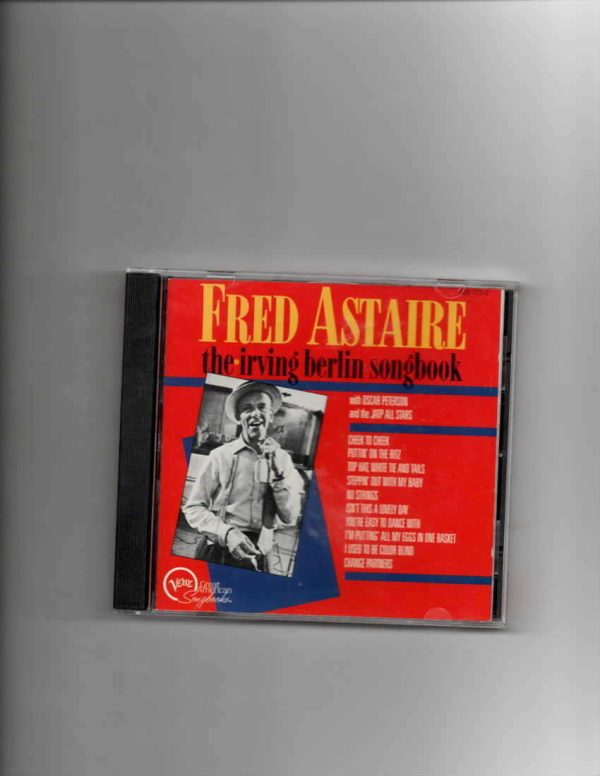 FRED ASTAIRE
the·irving berlin songbook
with OSCAR PETERSON
and the JATP ALL STARS
CHEEK TO CHEEK
PUTTIN' ON THE RITZ
TOP HAT, WHITE TIE AND TAILS
STEPPIN' OUT WITH MY BABY
NO STRINGS
ISN'T THIS A LOVELY DAY
YOU'RE EASY TO DANCE WITH
I'M PUTTING' ALL MY EGGS IN ONE BASKET
I USED TO BE COLOR BLIND
CHANGE PARTNERS
VERVE
Great
American
Songbooks